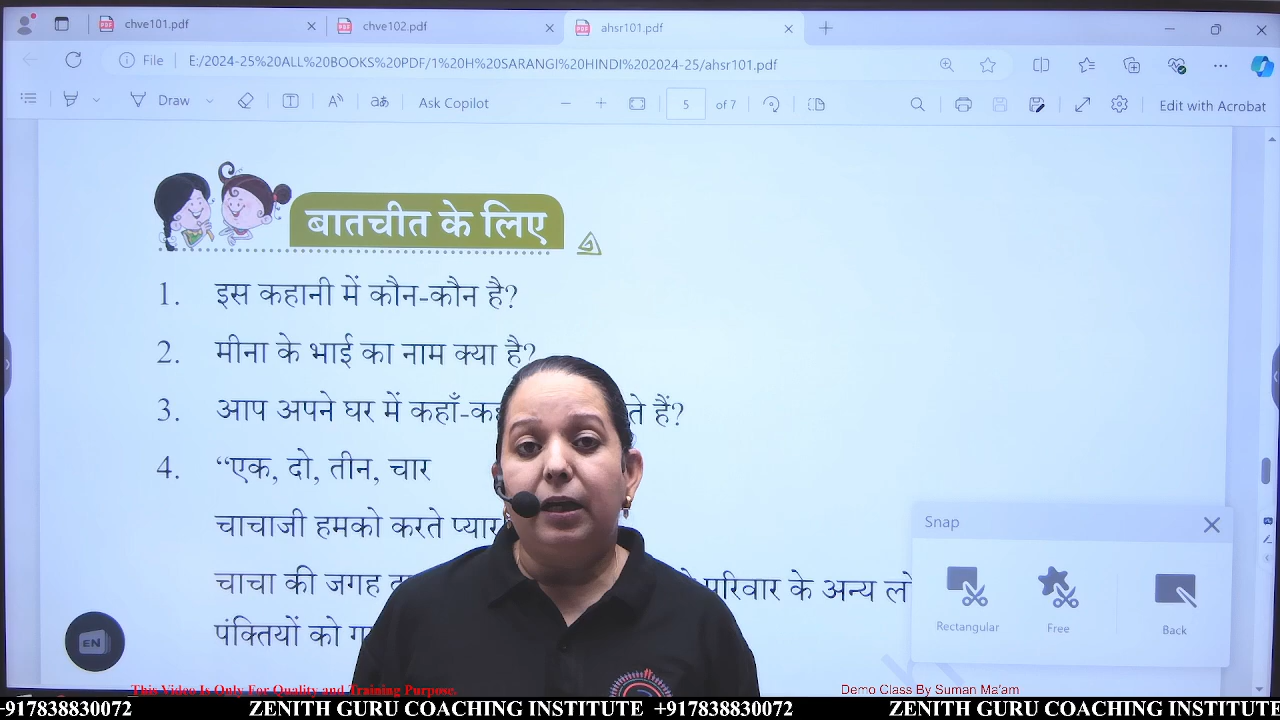 chve101.pdf
chve102.pdf
ahsr101.pdf
File E:/2024-25%20ALL%20BOOKS%20PDF/1%20H%20SARANGI%20HINDI%202024-25/ahsr101.pdf
Draw
Ask Copilot
5 of 7
Edit with Acrobat
बातचीत के लिए
1. इस कहानी में कौन-कौन है?
2. मीना के भाई का नाम क्या है?
3. आप अपने घर में कहाँ- ते हैं?
4. “एक, दो, तीन, चार
चाचाजी हमको करते प्यार
चाचा की जगह परिवार के अन्य
पंक्तियों को
Snap
Rectangular
Free
Back
EN
This Video Is Only For Quality and Training Purpose.
Demo Class By Suman Ma'am
+917838830072 ZENITH GURU COACHING INSTITUTE +917838830072 ZENITH GURU COACHING INSTITUTE